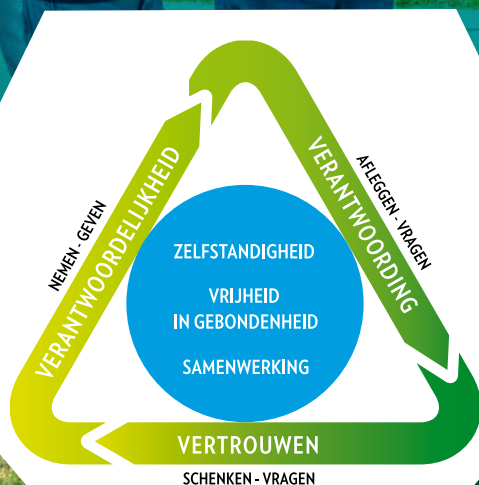 NEMEN - GEVEN
VERANTWOORDELIJKHEID
VERANTWOORDING
AFLEGGEN - VRAGEN
ZELFSTANDIGHEID
VRIJHEID
IN GEBONDENHEID
SAMENWERKING
VERTROUWEN
SCHENKEN - VRAGEN